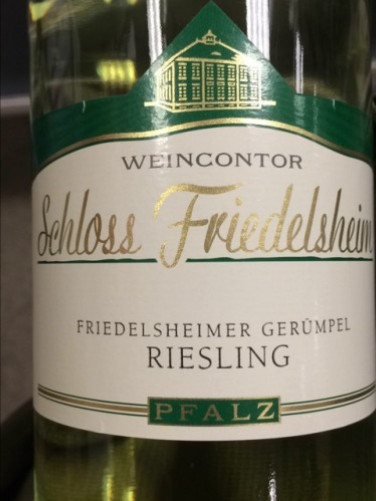 WEINCONTOR
Schloss Friedelsheim
FRIEDELSHEIMER GERÜMPEL
RIESLING
PFALZ